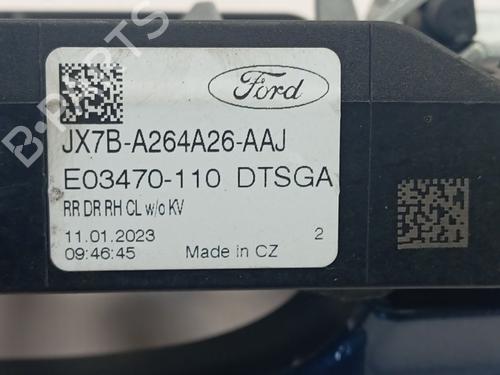 Ford
JX7B-A264A26-AAJ
E03470-110 DTSGA
RR DR RH CL w/o KV
11.01.2023
2
09:46:45
Made in CZ
B-PARTS